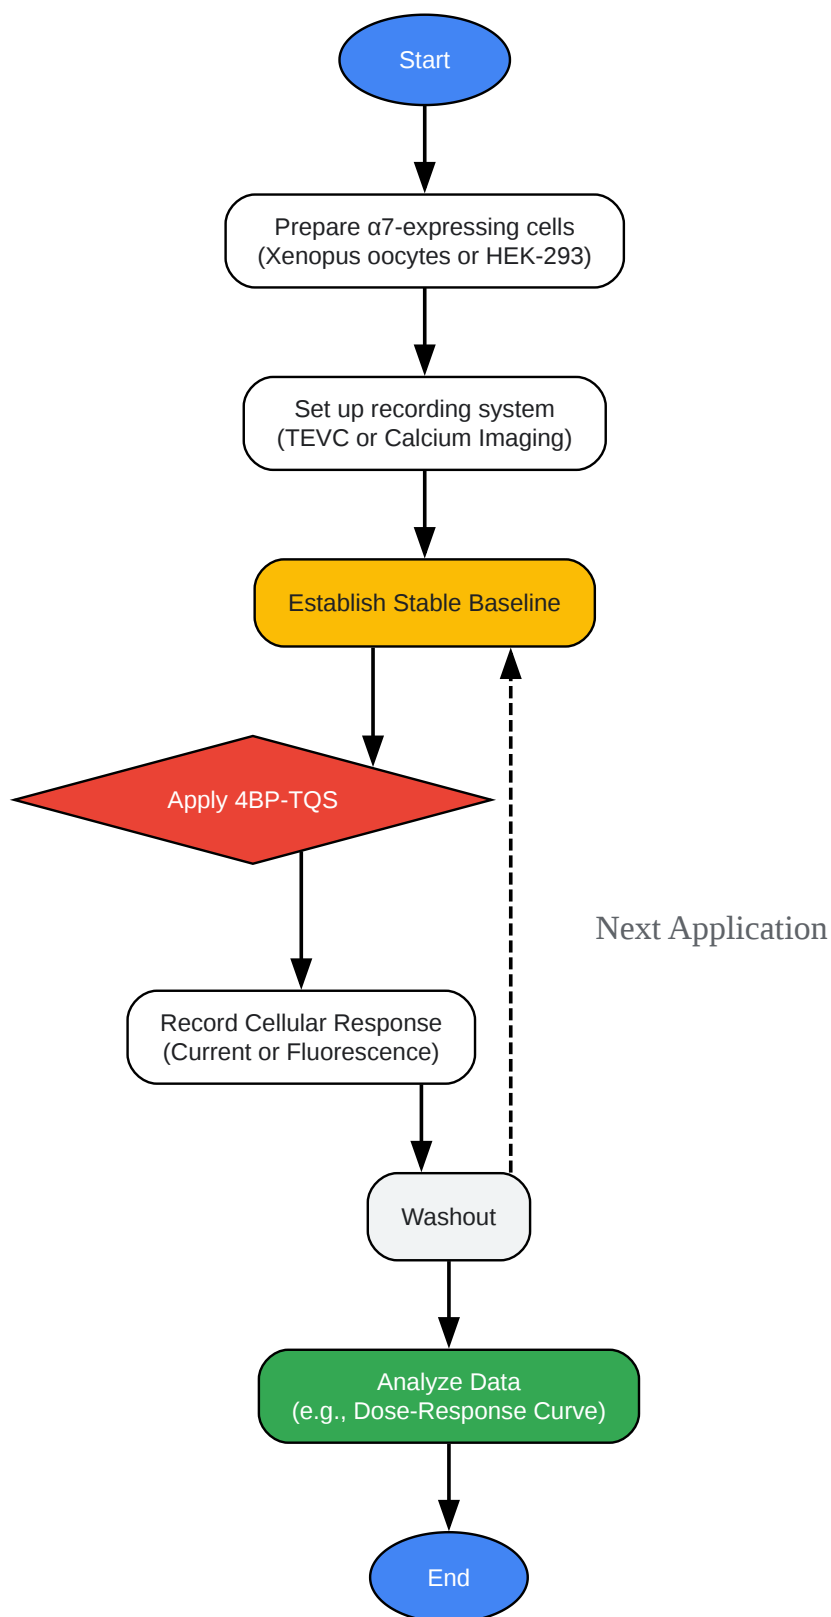 Start
Prepare α7-expressing cells
(Xenopus oocytes or HEK-293)
Set up recording system
(TEVC or Calcium Imaging)
Establish Stable Baseline
Apply 4BP-TQS
Next Application
Record Cellular Response
(Current or Fluorescence)
Washout
Analyze Data
(e.g., Dose-Response Curve)
End